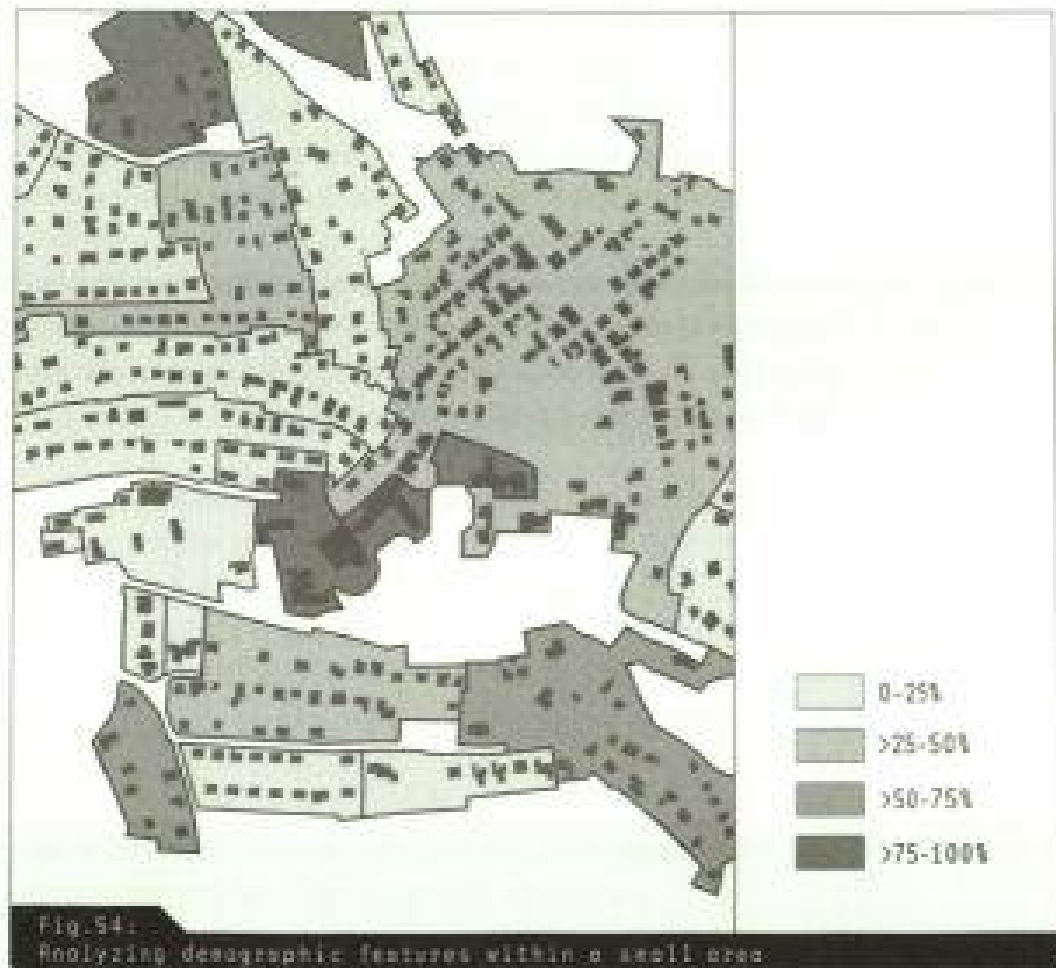 0-25%
>25-50%
>50-75%
>75-100%
Fig.54:
Analyzing demographic features within a small area